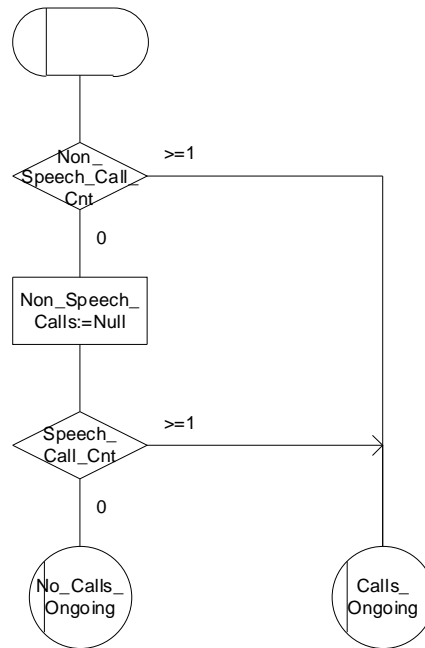 Non_
Speech_Call_
Cnt
>=1
0
Non_Speech_
Calls:=Null
Speech_
Call_Cnt
>=1
0
No_Calls_
Ongoing
Calls_
Ongoing